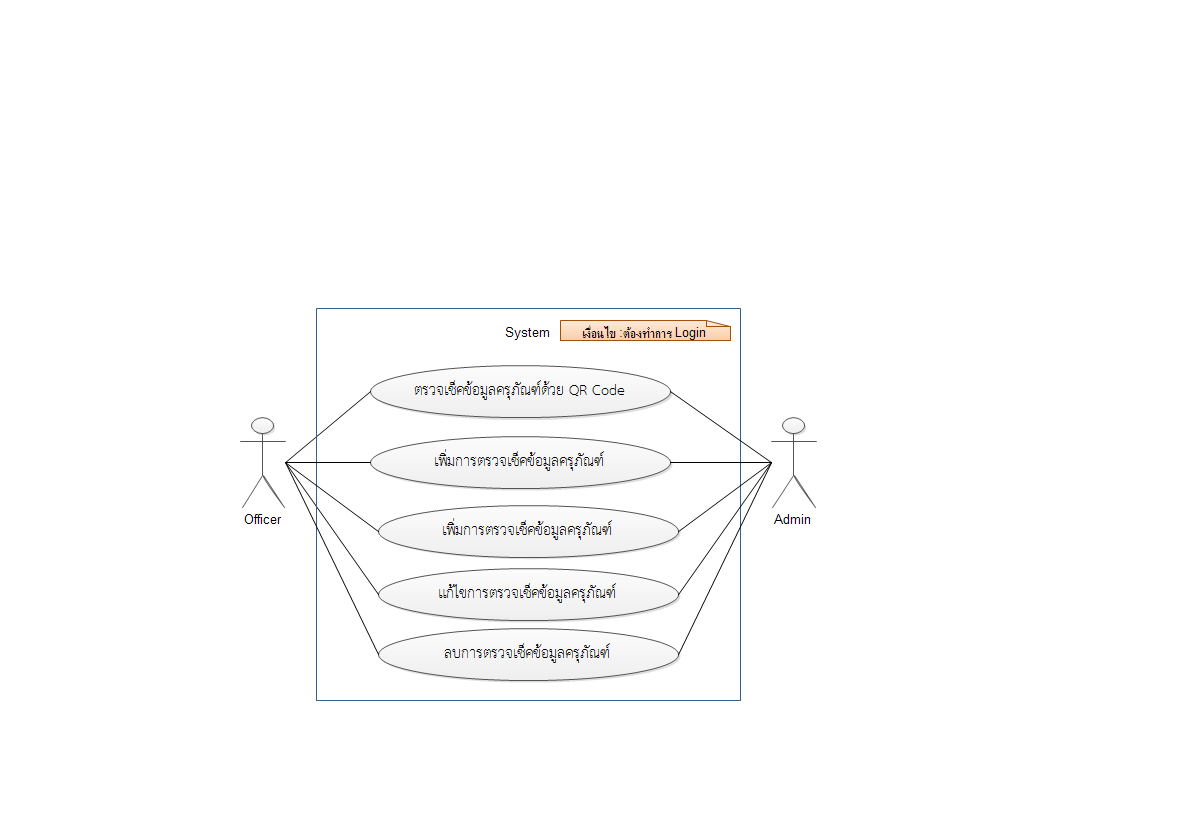 System
เงื่อนไข :ต้องทำการ Login
ตรวจเช็คข้อมูลครุภัณฑ์ด้วย QR Code
เพิ่มการตรวจเช็คข้อมูลครุภัณฑ์
เพิ่มการตรวจเช็คข้อมูลครุภัณฑ์
Officer
Admin
แก้ไขการตรวจเช็คข้อมูลครุภัณฑ์
ลบการตรวจเช็คข้อมูลครุภัณฑ์